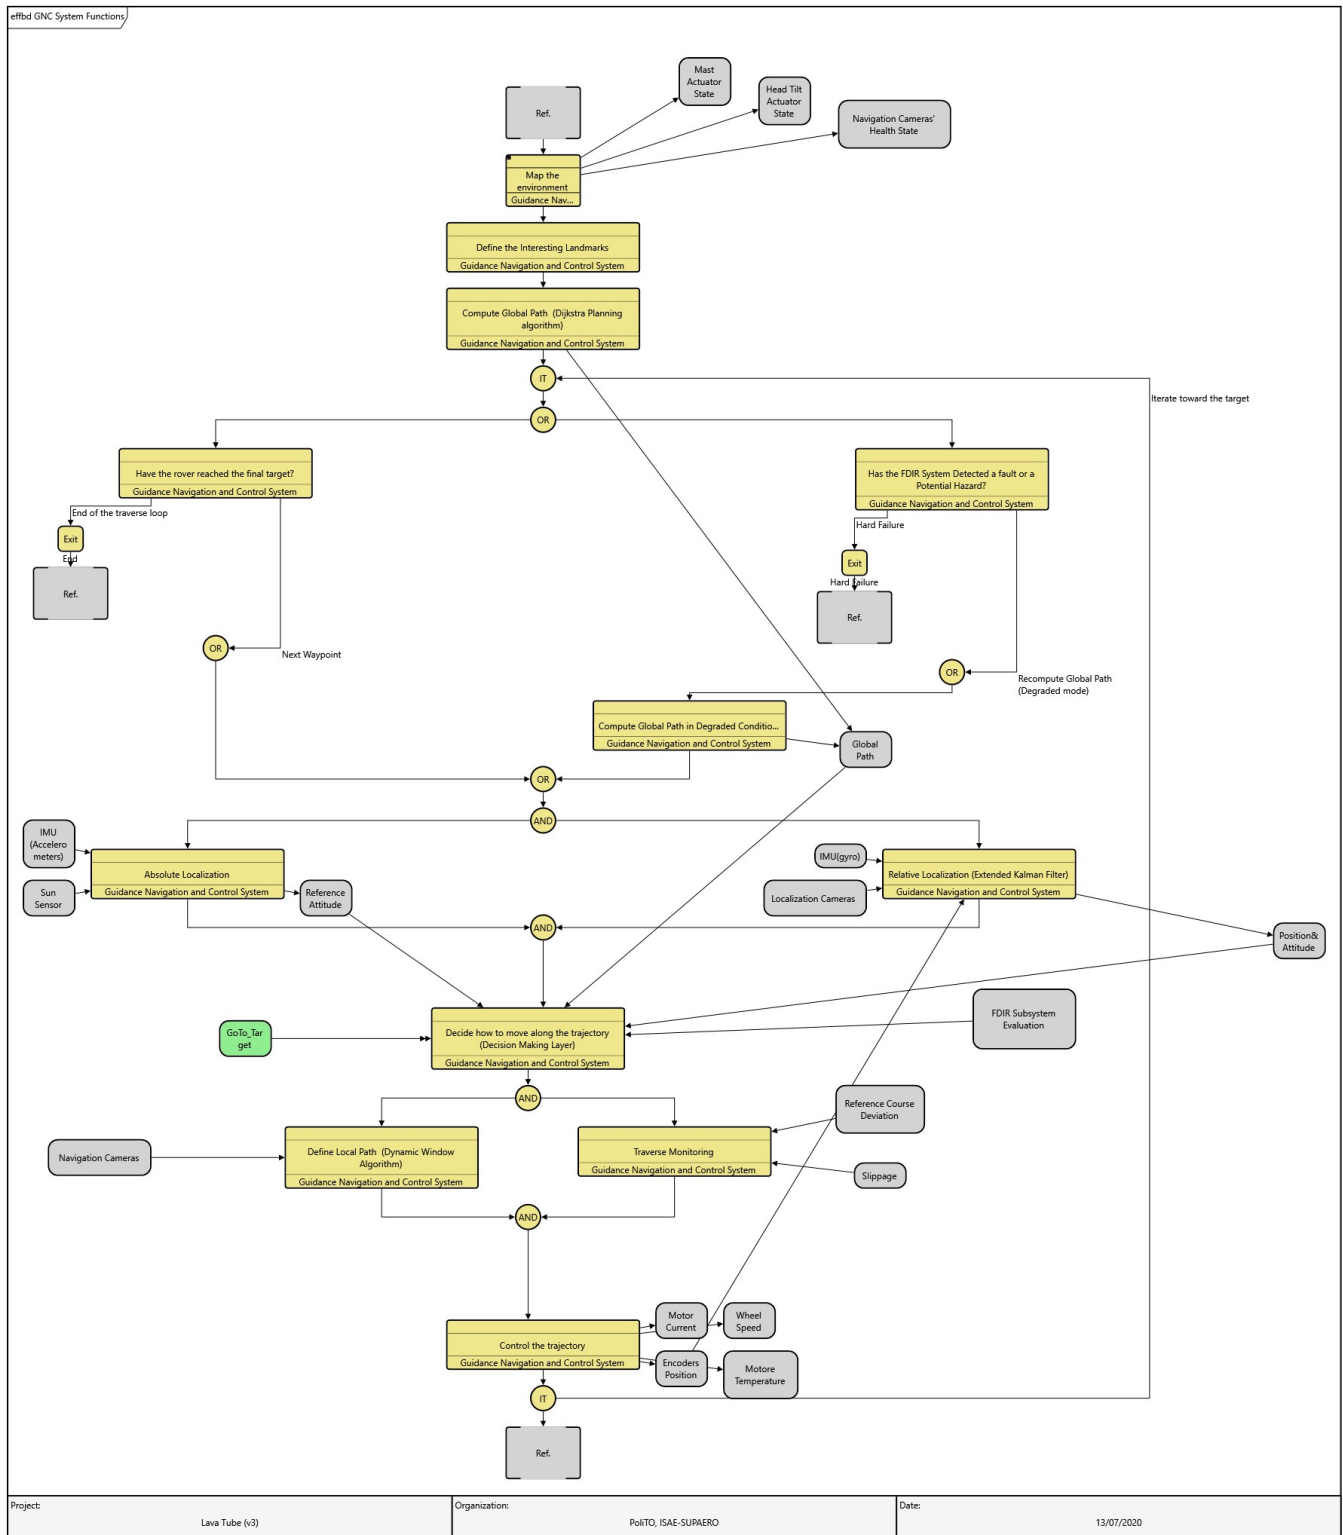 effbd GNC System Functions
Mast
Actuator
State
Head Tilt
Actuator
State
Navigation Cameras'
Health State
Ref.
Map the
environment
Guidance Nav...
Define the Interesting Landmarks
Guidance Navigation and Control System
Compute Global Path (Dijkstra Planning
algorithm)
Guidance Navigation and Control System
IT
Iterate toward the target
OR
Have the rover reached the final target?
Guidance Navigation and Control System
Has the FDIR System Detected a fault or a
Potential Hazard?
Guidance Navigation and Control System
End of the traverse loop
Exit
End
Ref.
Hard Failure
Exit
Hard Failure
Ref.
OR
Next Waypoint
OR
Recompute Global Path
(Degraded mode)
Compute Global Path in Degraded Conditio...
Guidance Navigation and Control System
Global
Path
OR
AND
IMU
(Accelero
meters)
Absolute Localization
Guidance Navigation and Control System
Sun
Sensor
Reference
Attitude
IMU(gyro)
Localization Cameras
Relative Localization (Extended Kalman Filter)
Guidance Navigation and Control System
AND
Position&
Attitude
GoTo_Tar
get
Decide how to move along the trajectory
(Decision Making Layer)
Guidance Navigation and Control System
FDIR Subsystem
Evaluation
AND
Reference Course
Deviation
Navigation Cameras
Define Local Path (Dynamic Window
Algorithm)
Guidance Navigation and Control System
Traverse Monitoring
Guidance Navigation and Control System
Slippage
AND
Control the trajectory
Guidance Navigation and Control System
Motor
Current
Wheel
Speed
Encoders
Position
Motore
Temperature
IT
Ref.
Project:
Lava Tube (v3)
Organization:
PoliTO, ISAE-SUPAERO
Date:
13/07/2020